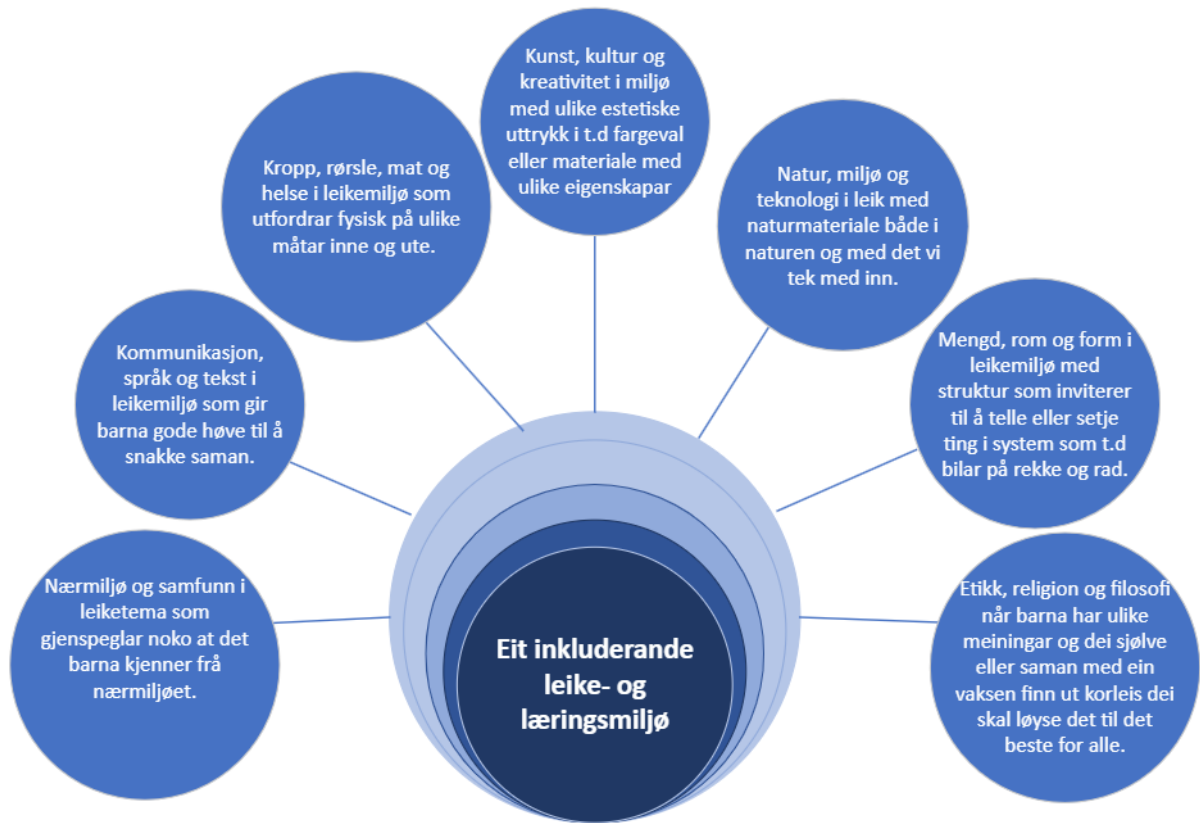 Kunst, kultur og
kreativitet i miljø
med ulike estetiske
uttrykk i t.d fargeval
eller materiale med
ulike eigenskapar
Kropp, rørsle, mat og
helse i leikemiljø som
utfordrar fysisk på ulike
måtar inne og ute.
Natur, miljø og
teknologi i leik med
naturmateriale både i
naturen og med det vi
tek med inn.
Kommunikasjon,
språk og tekst i
leikemiljø som gir
barna gode høve til å
snakke saman.
Mengd, rom og form i
leikemiljø med
struktur som inviterer
til å telle eller setje
ting i system som t.d
bilar på rekke og rad.
Nærmiljø og samfunn i
leiketema som
gjenspeglar noko at det
barna kjenner frå
nærmiljøet.
Etikk, religion og filosofi
når barna har ulike
meiningar og dei sjølve
eller saman med ein
vaksen finn ut korleis dei
skal løyse det til det
beste for alle.
Eit inkluderande
leike- og
læringsmiljø